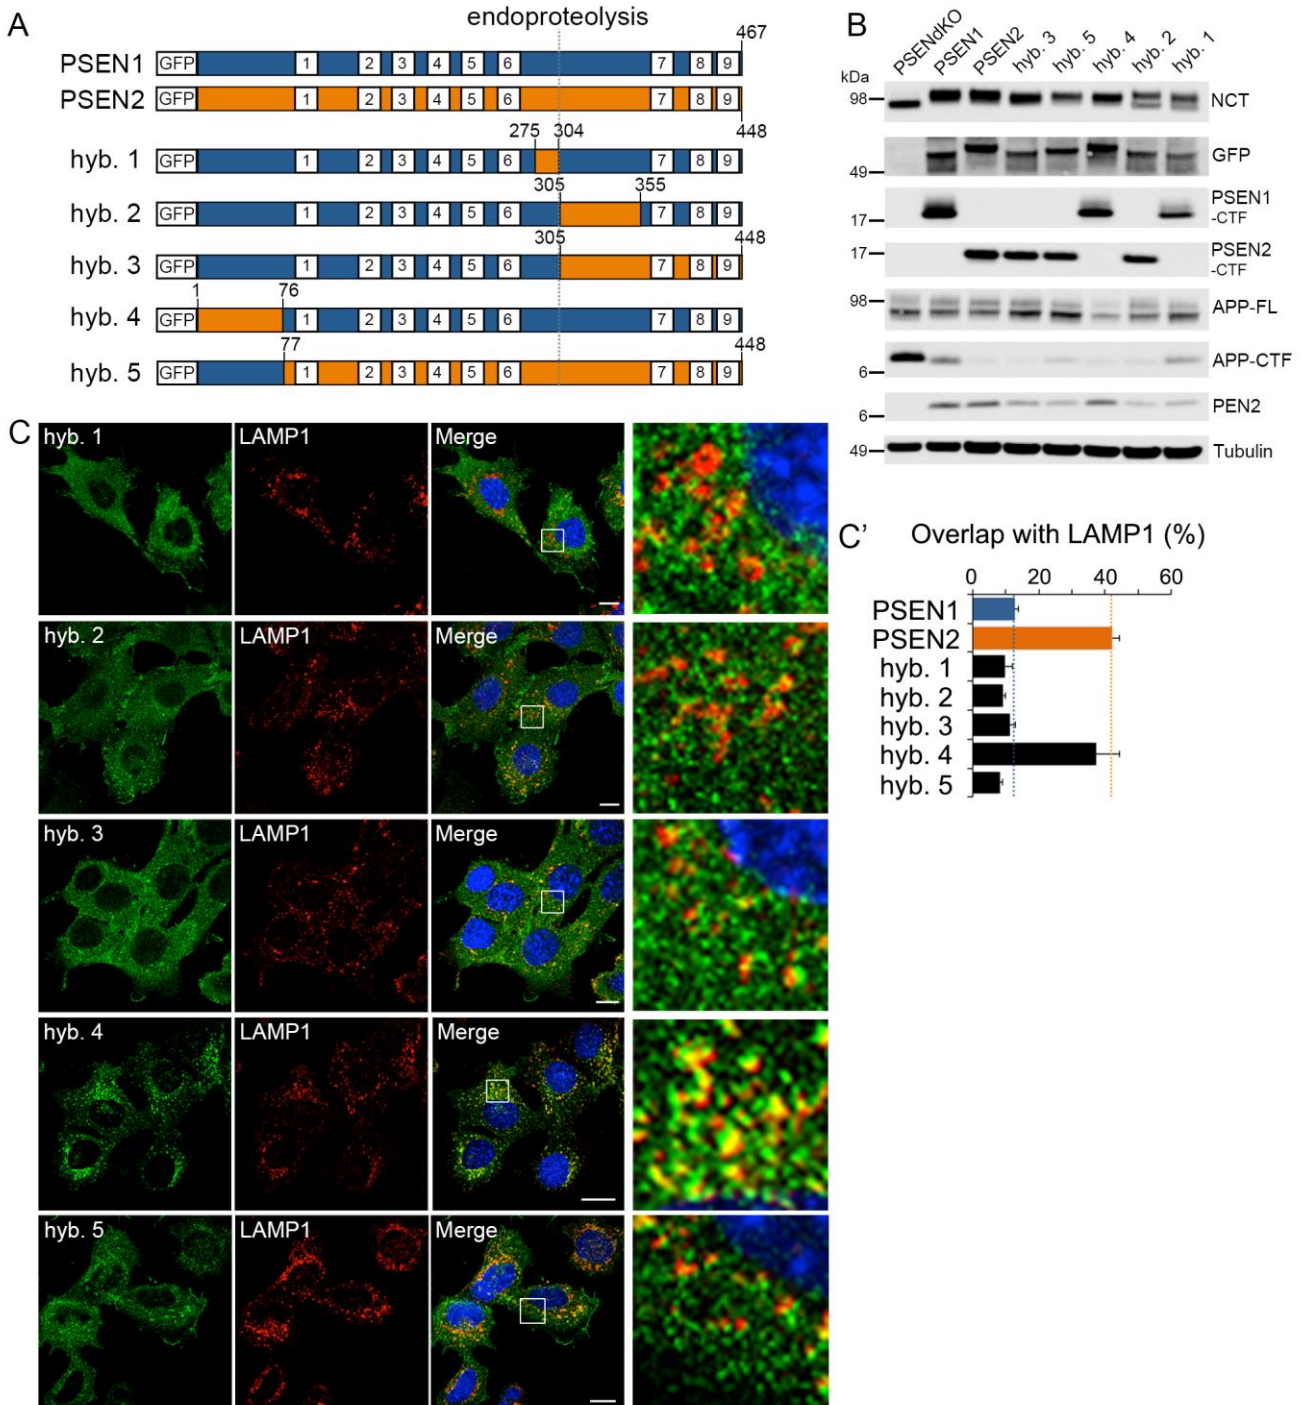 A
endoproteolysis
467
PSEN1 GFP 1 2 3 4 5 6 7 8 9
PSEN2 GFP 1 2 3 4 5 6 7 8 9
448
275 304
hyb. 1 GFP 1 2 3 4 5 6 7 8 9
305 355
hyb. 2 GFP 1 2 3 4 5 6 7 8 9
305 448
hyb. 3 GFP 1 2 3 4 5 6 7 8 9
1 76
hyb. 4 GFP 1 2 3 4 5 6 7 8 9
77 448
hyb. 5 GFP 1 2 3 4 5 6 7 8 9
B
PSENdKO PSEN1 PSEN2 hyb. 3 hyb. 5 hyb. 4 hyb. 2 hyb. 1
kDa
98 NCT
GFP
49
PSEN1
17 -CTF
17 PSEN2
-CTF
98 APP-FL
APP-CTF
6
PEN2
6
49 Tubulin
C
hyb. 1 LAMP1 Merge
hyb. 2 LAMP1 Merge
hyb. 3 LAMP1 Merge
hyb. 4 LAMP1 Merge
hyb. 5 LAMP1 Merge
C’ Overlap with LAMP1 (%)
0 20 40 60
PSEN1
PSEN2
hyb. 1
hyb. 2
hyb. 3
hyb. 4
hyb. 5